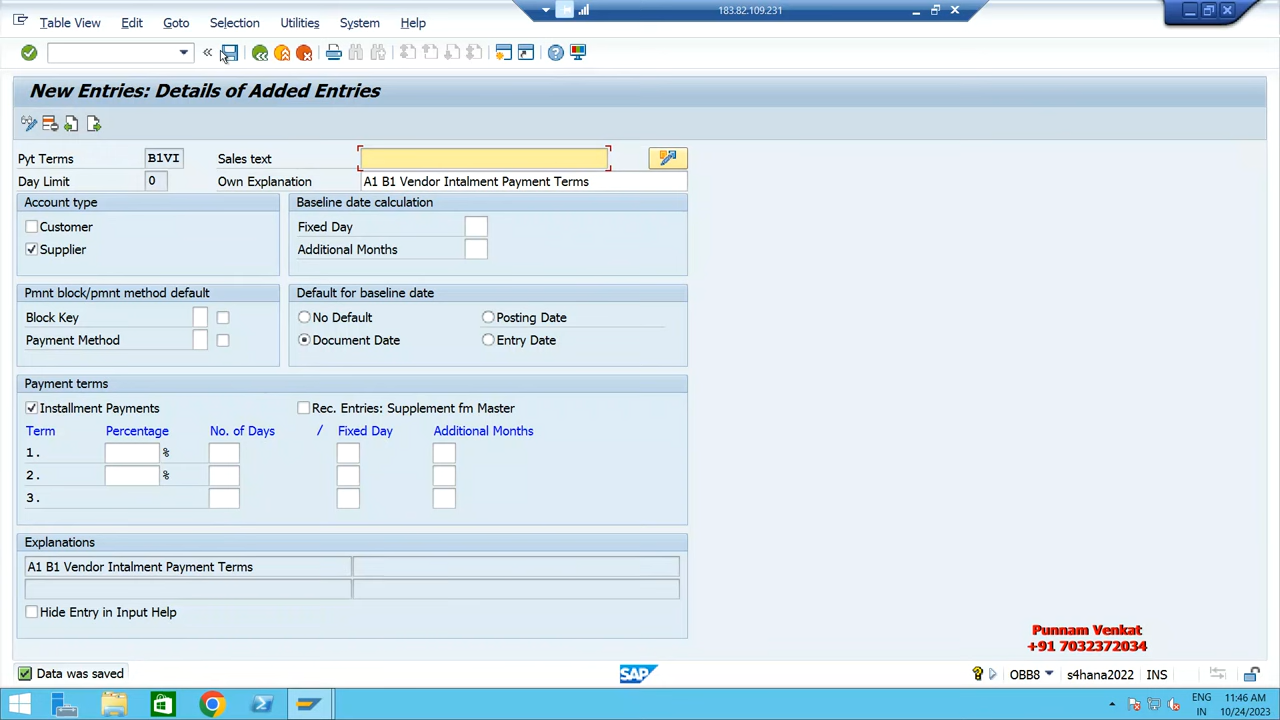 183.82.109.231
Table View Edit Goto Selection Utilities System Help
New Entries: Details of Added Entries
Pyt Terms B1VI Sales text
Day Limit 0 Own Explanation A1 B1 Vendor Intalment Payment Terms
Account type Baseline date calculation
Customer Fixed Day
Supplier Additional Months
Pmnt block/pmnt method default Default for baseline date
Block Key No Default Posting Date
Payment Method Document Date Entry Date
Payment terms
Installment Payments Rec. Entries: Supplement fm Master
Term Percentage No. of Days / Fixed Day Additional Months
1. %
2. %
3.
Explanations
A1 B1 Vendor Intalment Payment Terms
Hide Entry in Input Help
Punnam Venkat
+91 7032372034
Data was saved SAP OBB8 s4hana2022 INS
ENG 11:46 AM
IN 10/24/2023